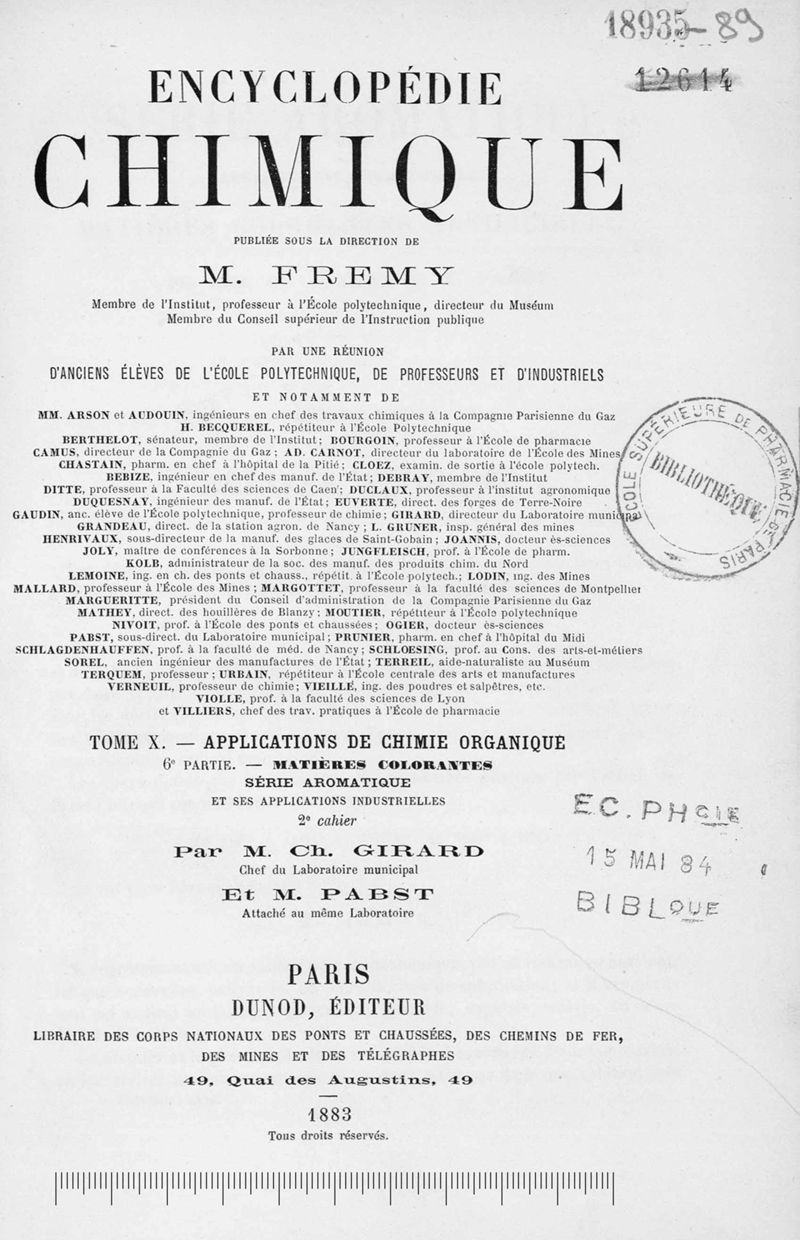 18935-89
12614
ENCYCLOPÉDIE
CHIMIQUE
PUBLIÉE SOUS LA DIRECTION DE
M. FREMY
Membre de l'Institut, professeur à l'École polytechnique, directeur du Muséum
Membre du Conseil supérieur de l'Instruction publique
PAR UNE RÉUNION
D'ANCIENS ÉLÈVES DE L'ÉCOLE POLYTECHNIQUE, DE PROFESSEURS ET D'INDUSTRIELS
ET NOTAMMENT DE
MM. ARSON et AUDOUIN, ingénieurs en chef des travaux chimiques à la Compagnie Parisienne du Gaz
H. BECQUEREL, répétiteur à l'École Polytechnique
BERTHELOT, sénateur, membre de l'Institut; BOURGOIN, professeur à l'École de pharmacie
CAMUS, directeur de la Compagnie du Gaz; AD. CARNOT, directeur du laboratoire de l'École des Mines
CHASTAIN, pharm. en chef à l'hôpital de la Pitié; CLOEZ, examin. de sortie à l'école polytech.
DEBIZE, ingénieur en chef des manuf. de l'État; DEBRAY, membre de l'Institut
DITTE, professeur à la Faculté des sciences de Caen; DUCLAUX, professeur à l'institut agronomique
DUQUESNAY, ingénieur des manuf. de l'État; EUVERTE, direct. des forges de Terre-Noire
GAUDIN, anc. élève de l'École polytechnique, professeur de chimie; GIRARD, directeur du Laboratoire municipal
GRANDEAU, direct. de la station agron. de Nancy; L. GRUNER, insp. général des mines
HENRIVAUX, sous-directeur de la manuf. des glaces de Saint-Gobain; JOANNIS, docteur ès-sciences
JOLY, maître de conférences à la Sorbonne; JUNGFLEISCH, prof. à l'École de pharm.
KOLB, administrateur de la soc. des manuf. des produits chim. du Nord
LEMOINE, ing. en ch. des ponts et chauss., répétit. à l'École polytech.; LODIN, ing. des Mines
MALLARD, professeur à l'École des Mines; MARGOTTET, professeur à la faculté des sciences de Montpellier
MARGUERITTE, président du Conseil d'administration de la Compagnie Parisienne du Gaz
MATHEY, direct. des houillères de Blanzy; MOUTIER, répétiteur à l'École polytechnique
NIVOIT, prof. à l'École des ponts et chaussées; OGIER, docteur ès-sciences
PABST, sous-direct. du Laboratoire municipal; PRUNIER, pharm. en chef à l'hôpital du Midi
SCHLAGDENHAUFFEN, prof. à la faculté de méd. de Nancy; SCHLOESING, prof. au Cons. des arts-et-métiers
SOREL, ancien ingénieur des manufactures de l'État; TERREIL, aide-naturaliste au Muséum
TERQUEM, professeur; URBAIN, répétiteur à l'École centrale des arts et manufactures
VERNEUIL, professeur de chimie; VIEILLÉ, ing. des poudres et salpêtres, etc.
VIOLLE, prof. à la faculté des sciences de Lyon
et VILLIERS, chef des trav. pratiques à l'École de pharmacie
ÉCOLE SUPÉRIEURE DE PHARMACIE
BIBLIOTHÈQUE
PARIS
TOME X. — APPLICATIONS DE CHIMIE ORGANIQUE
6e PARTIE. — MATIÈRES COLORANTES
SÉRIE AROMATIQUE
ET SES APPLICATIONS INDUSTRIELLES
2e cahier
Par M. Ch. GIRARD
Chef du Laboratoire municipal
Et M. PABST
Attaché au même Laboratoire
EC. PHCIE
15 MAI 84
BIBLQUE
PARIS
DUNOD, ÉDITEUR
LIBRAIRE DES CORPS NATIONAUX DES PONTS ET CHAUSSÉES, DES CHEMINS DE FER,
DES MINES ET DES TÉLÉGRAPHES
49, Quai des Augustins, 49
1883
Tous droits réservés.